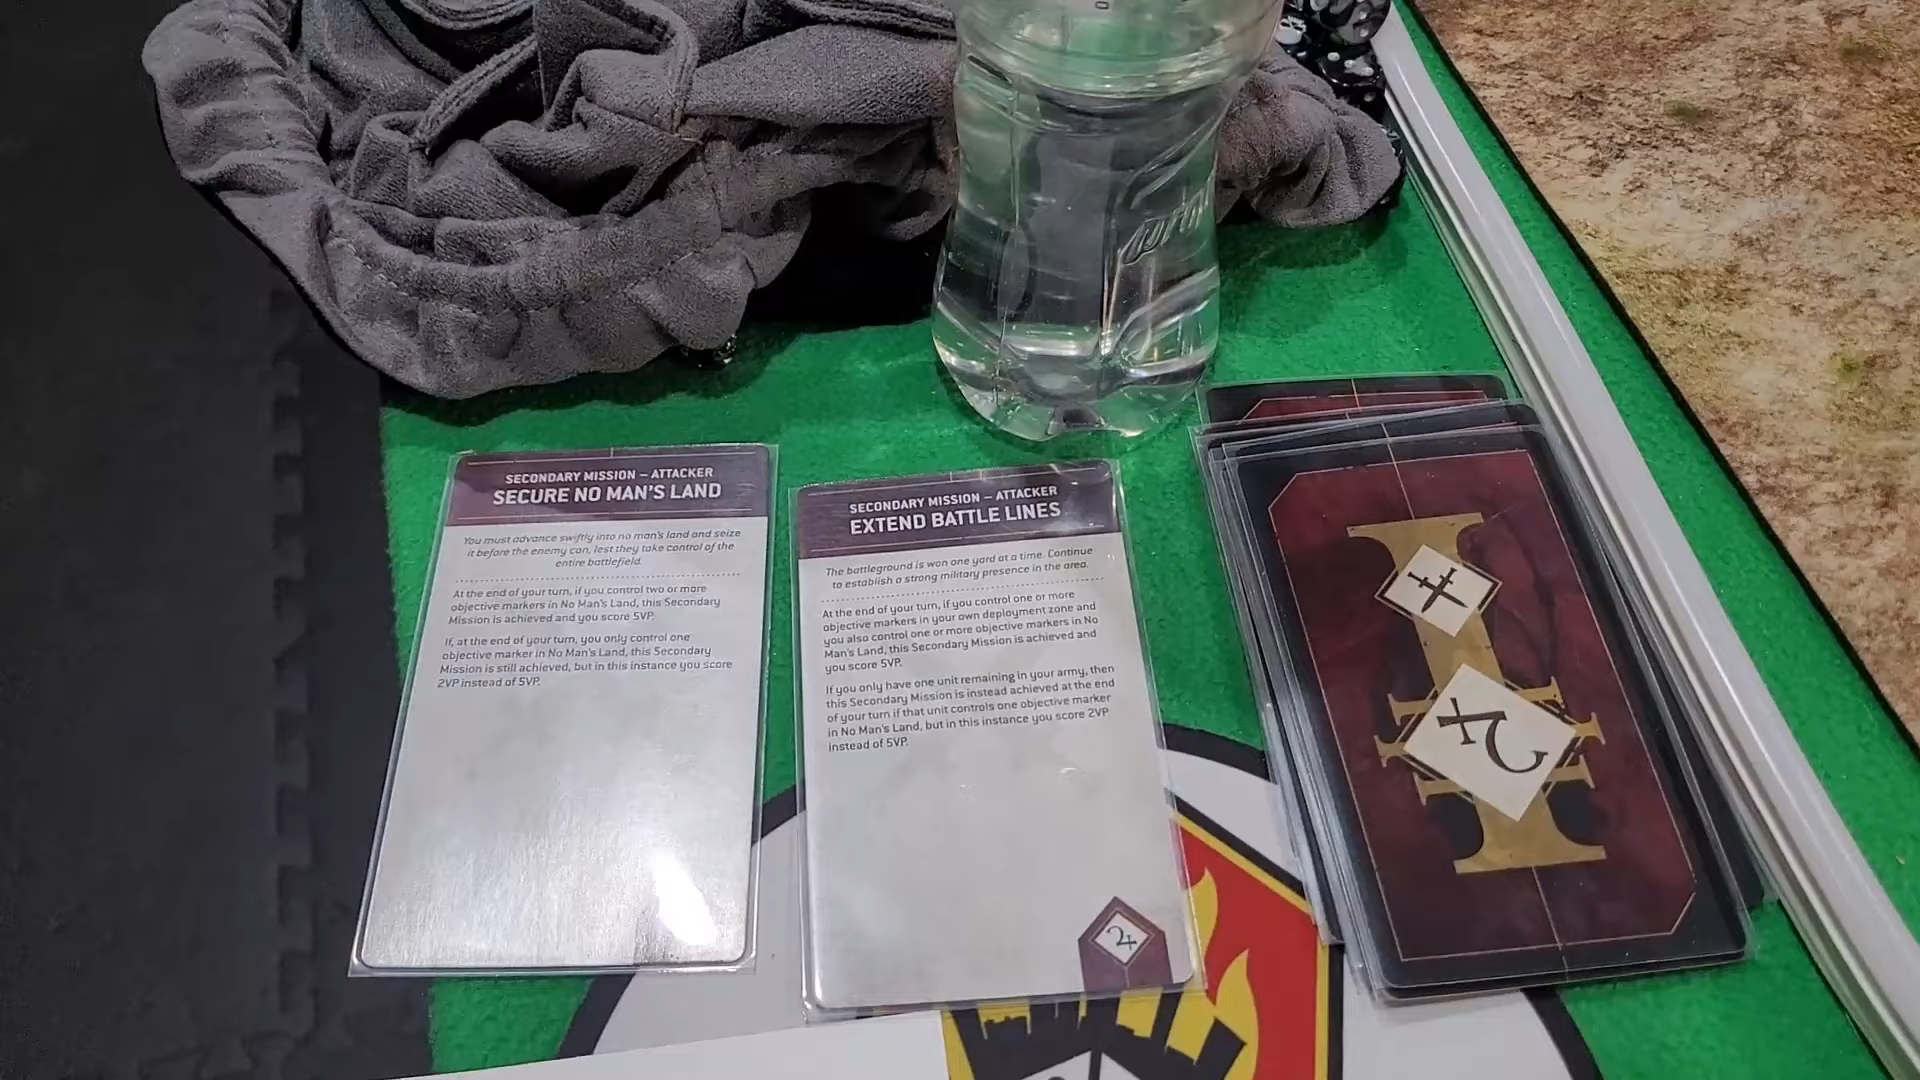 SECONDARY MISSION – ATTACKER
SECURE NO MAN'S LAND
You must advance swiftly into no man's land and seize
it before the enemy can, lest they take control of the
entire battlefield.
At the end of your turn, if you control two or more
objective markers in No Man's Land, this Secondary
Mission is achieved and you score 5VP.
If, at the end of your turn, you only control one
objective marker in No Man's Land, this Secondary
Mission is still achieved, but in this instance you score
2VP instead of 5VP.
SECONDARY MISSION – ATTACKER
EXTEND BATTLE LINES
The battleground is won one yard at a time. Continue
to establish a strong military presence in the area.
At the end of your turn, if you control one or more
objective markers in your own deployment zone and
you also control one or more objective markers in No
Man's Land, this Secondary Mission is achieved and
you score 5VP.
If you only have one unit remaining in your army, then
this Secondary Mission is instead achieved at the end
of your turn if that unit controls one objective marker
in No Man's Land, but in this instance you score 2VP
instead of 5VP.